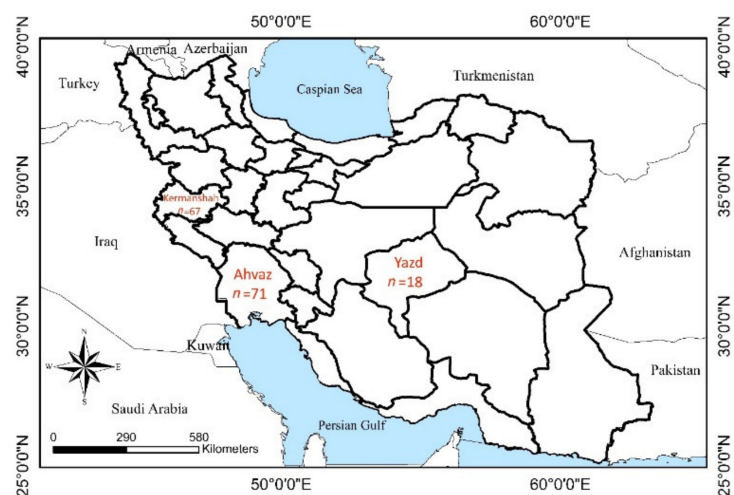 50°0'0"E
60°0'0"E
40°0'0"N
40°0'0"N
Armenia
Azerbaijan
Turkey
Caspian Sea
Turkmenistan
35°0'0"N
35°0'0"N
Kermanshah
n=67
Iraq
Afghanistan
Ahvaz
n=71
Yazd
n=18
30°0'0"N
30°0'0"N
Kuwait
N
W
E
S
Pakistan
Saudi Arabia
Persian Gulf
0
290
580
Kilometers
25°0'0"N
25°0'0"N
50°0'0"E
60°0'0"E